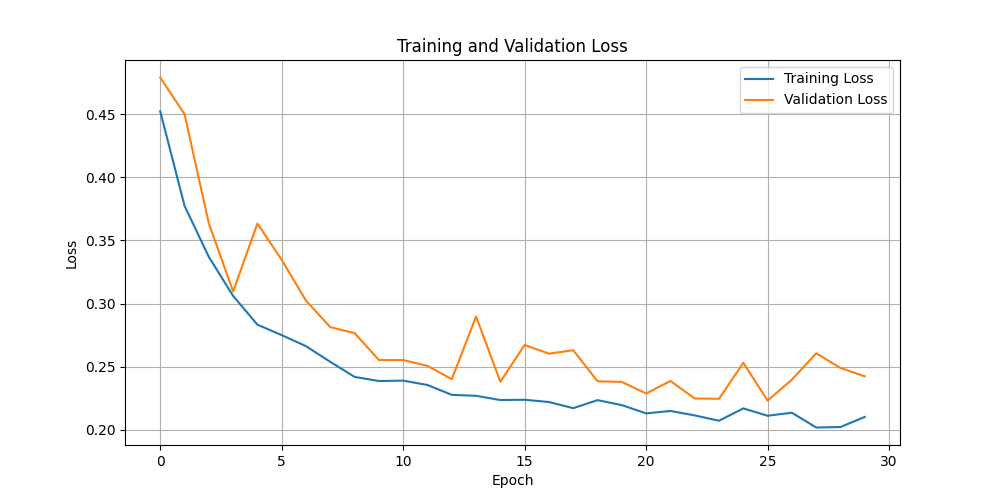 Training and Validation Loss
Training Loss
Validation Loss
0.45
0.40
0.35
0.30
0.25
0.20
Loss
0 5 10 15 20 25 30
Epoch